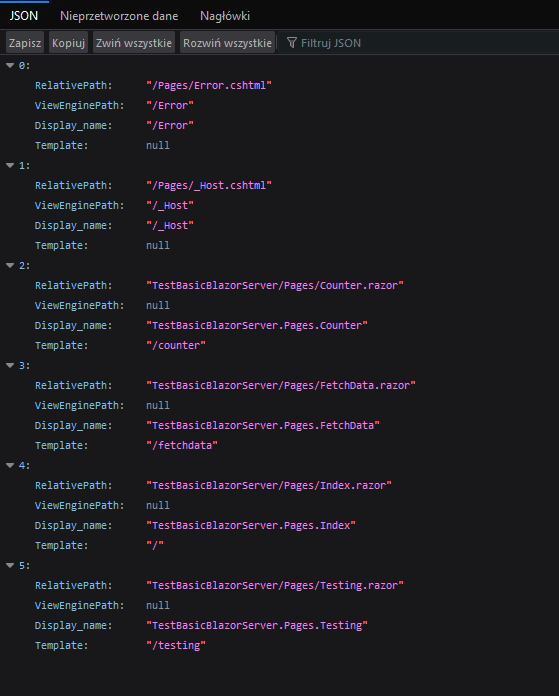 JSON Nieprzetworzone dane Nagłówki
Zapisz Kopiuj Zwiń wszystkie Rozwiń wszystkie Filtruj JSON
0:
RelativePath: "/Pages/Error.cshtml"
ViewEnginePath: "/Error"
Display_name: "/Error"
Template: null
1:
RelativePath: "/Pages/_Host.cshtml"
ViewEnginePath: "/_Host"
Display_name: "/_Host"
Template: null
2:
RelativePath: "TestBasicBlazorServer/Pages/Counter.razor"
ViewEnginePath: null
Display_name: "TestBasicBlazorServer.Pages.Counter"
Template: "/counter"
3:
RelativePath: "TestBasicBlazorServer/Pages/FetchData.razor"
ViewEnginePath: null
Display_name: "TestBasicBlazorServer.Pages.FetchData"
Template: "/fetchdata"
4:
RelativePath: "TestBasicBlazorServer/Pages/Index.razor"
ViewEnginePath: null
Display_name: "TestBasicBlazorServer.Pages.Index"
Template: "/"
5:
RelativePath: "TestBasicBlazorServer/Pages/Testing.razor"
ViewEnginePath: null
Display_name: "TestBasicBlazorServer.Pages.Testing"
Template: "/testing"